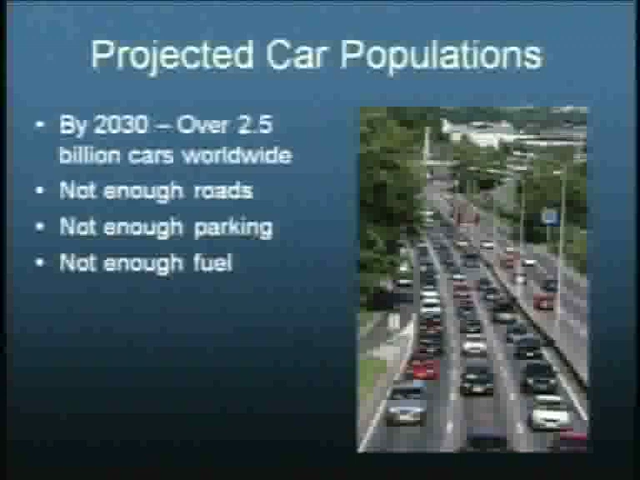 Projected Car Populations
• By 2030 – Over 2.5
billion cars worldwide
• Not enough roads
• Not enough parking
• Not enough fuel